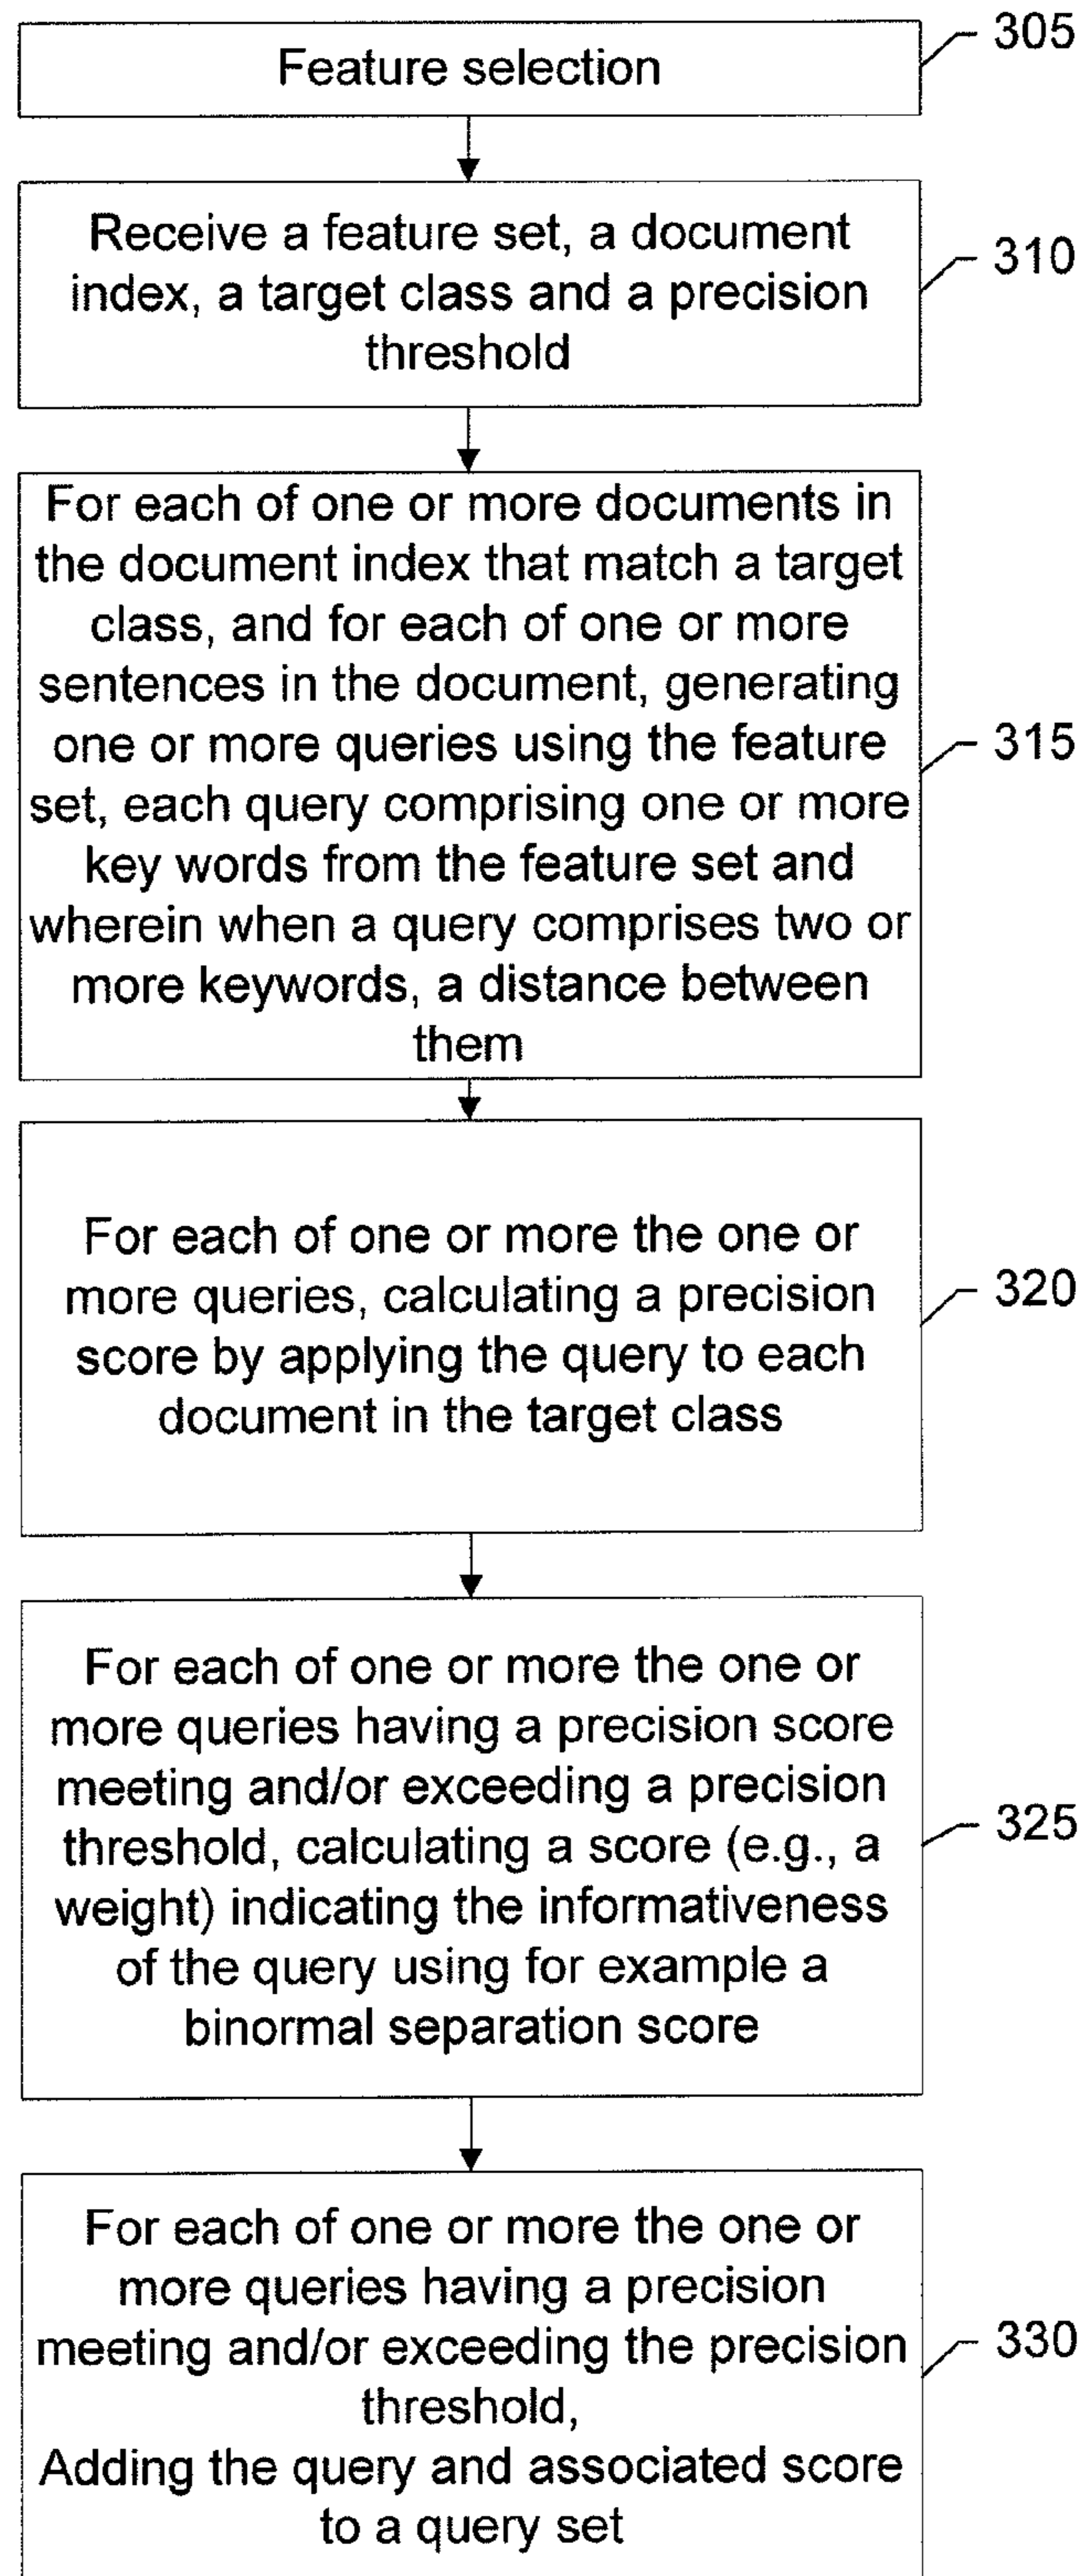 Feature selection
305
Receive a feature set, a document
index, a target class and a precision
threshold
310
For each of one or more documents in
the document index that match a target
class, and for each of one or more
sentences in the document, generating
one or more queries using the feature
set, each query comprising one or more
key words from the feature set and
wherein when a query comprises two or
more keywords, a distance between
them
315
For each of one or more the one or
more queries, calculating a precision
score by applying the query to each
document in the target class
320
For each of one or more the one or
more queries having a precision score
meeting and/or exceeding a precision
threshold, calculating a score (e.g., a
weight) indicating the informativeness
of the query using for example a
binormal separation score
325
For each of one or more the one or
more queries having a precision
meeting and/or exceeding the precision
threshold,
Adding the query and associated score
to a query set
330